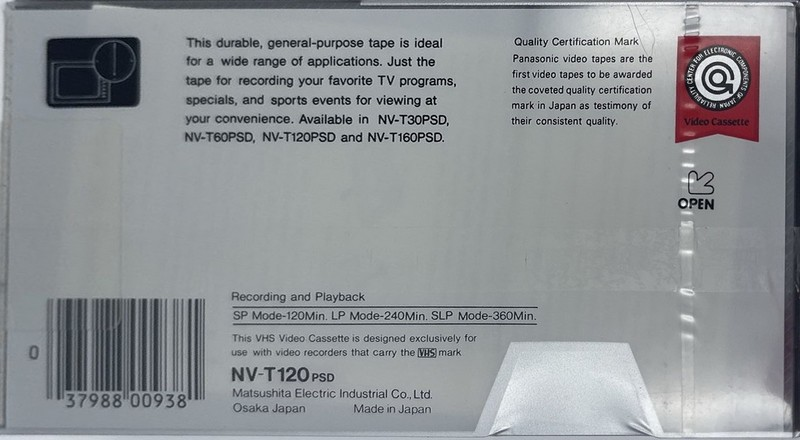 This durable, general-purpose tape is ideal
for a wide range of applications. Just the
tape for recording your favorite TV programs,
specials, and sports events for viewing at
your convenience. Available in NV-T30PSD,
NV-T60PSD, NV-T120PSD and NV-T160PSD.
Quality Certification Mark
Panasonic video tapes are the
first video tapes to be awarded
the coveted quality certification
mark in Japan as testimony of
their consistent quality.
RELIABILITY CENTER FOR ELECTRONIC COMPONENTS OF JAPAN
Video Cassette
OPEN
Recording and Playback
SP Mode-120Min. LP Mode-240Min. SLP Mode-360Min.
This VHS Video Cassette is designed exclusively for
use with video recorders that carry the VHS mark
NV-T120 PSD
Matsushita Electric Industrial Co., Ltd.
Osaka Japan Made in Japan
0 37988 00938